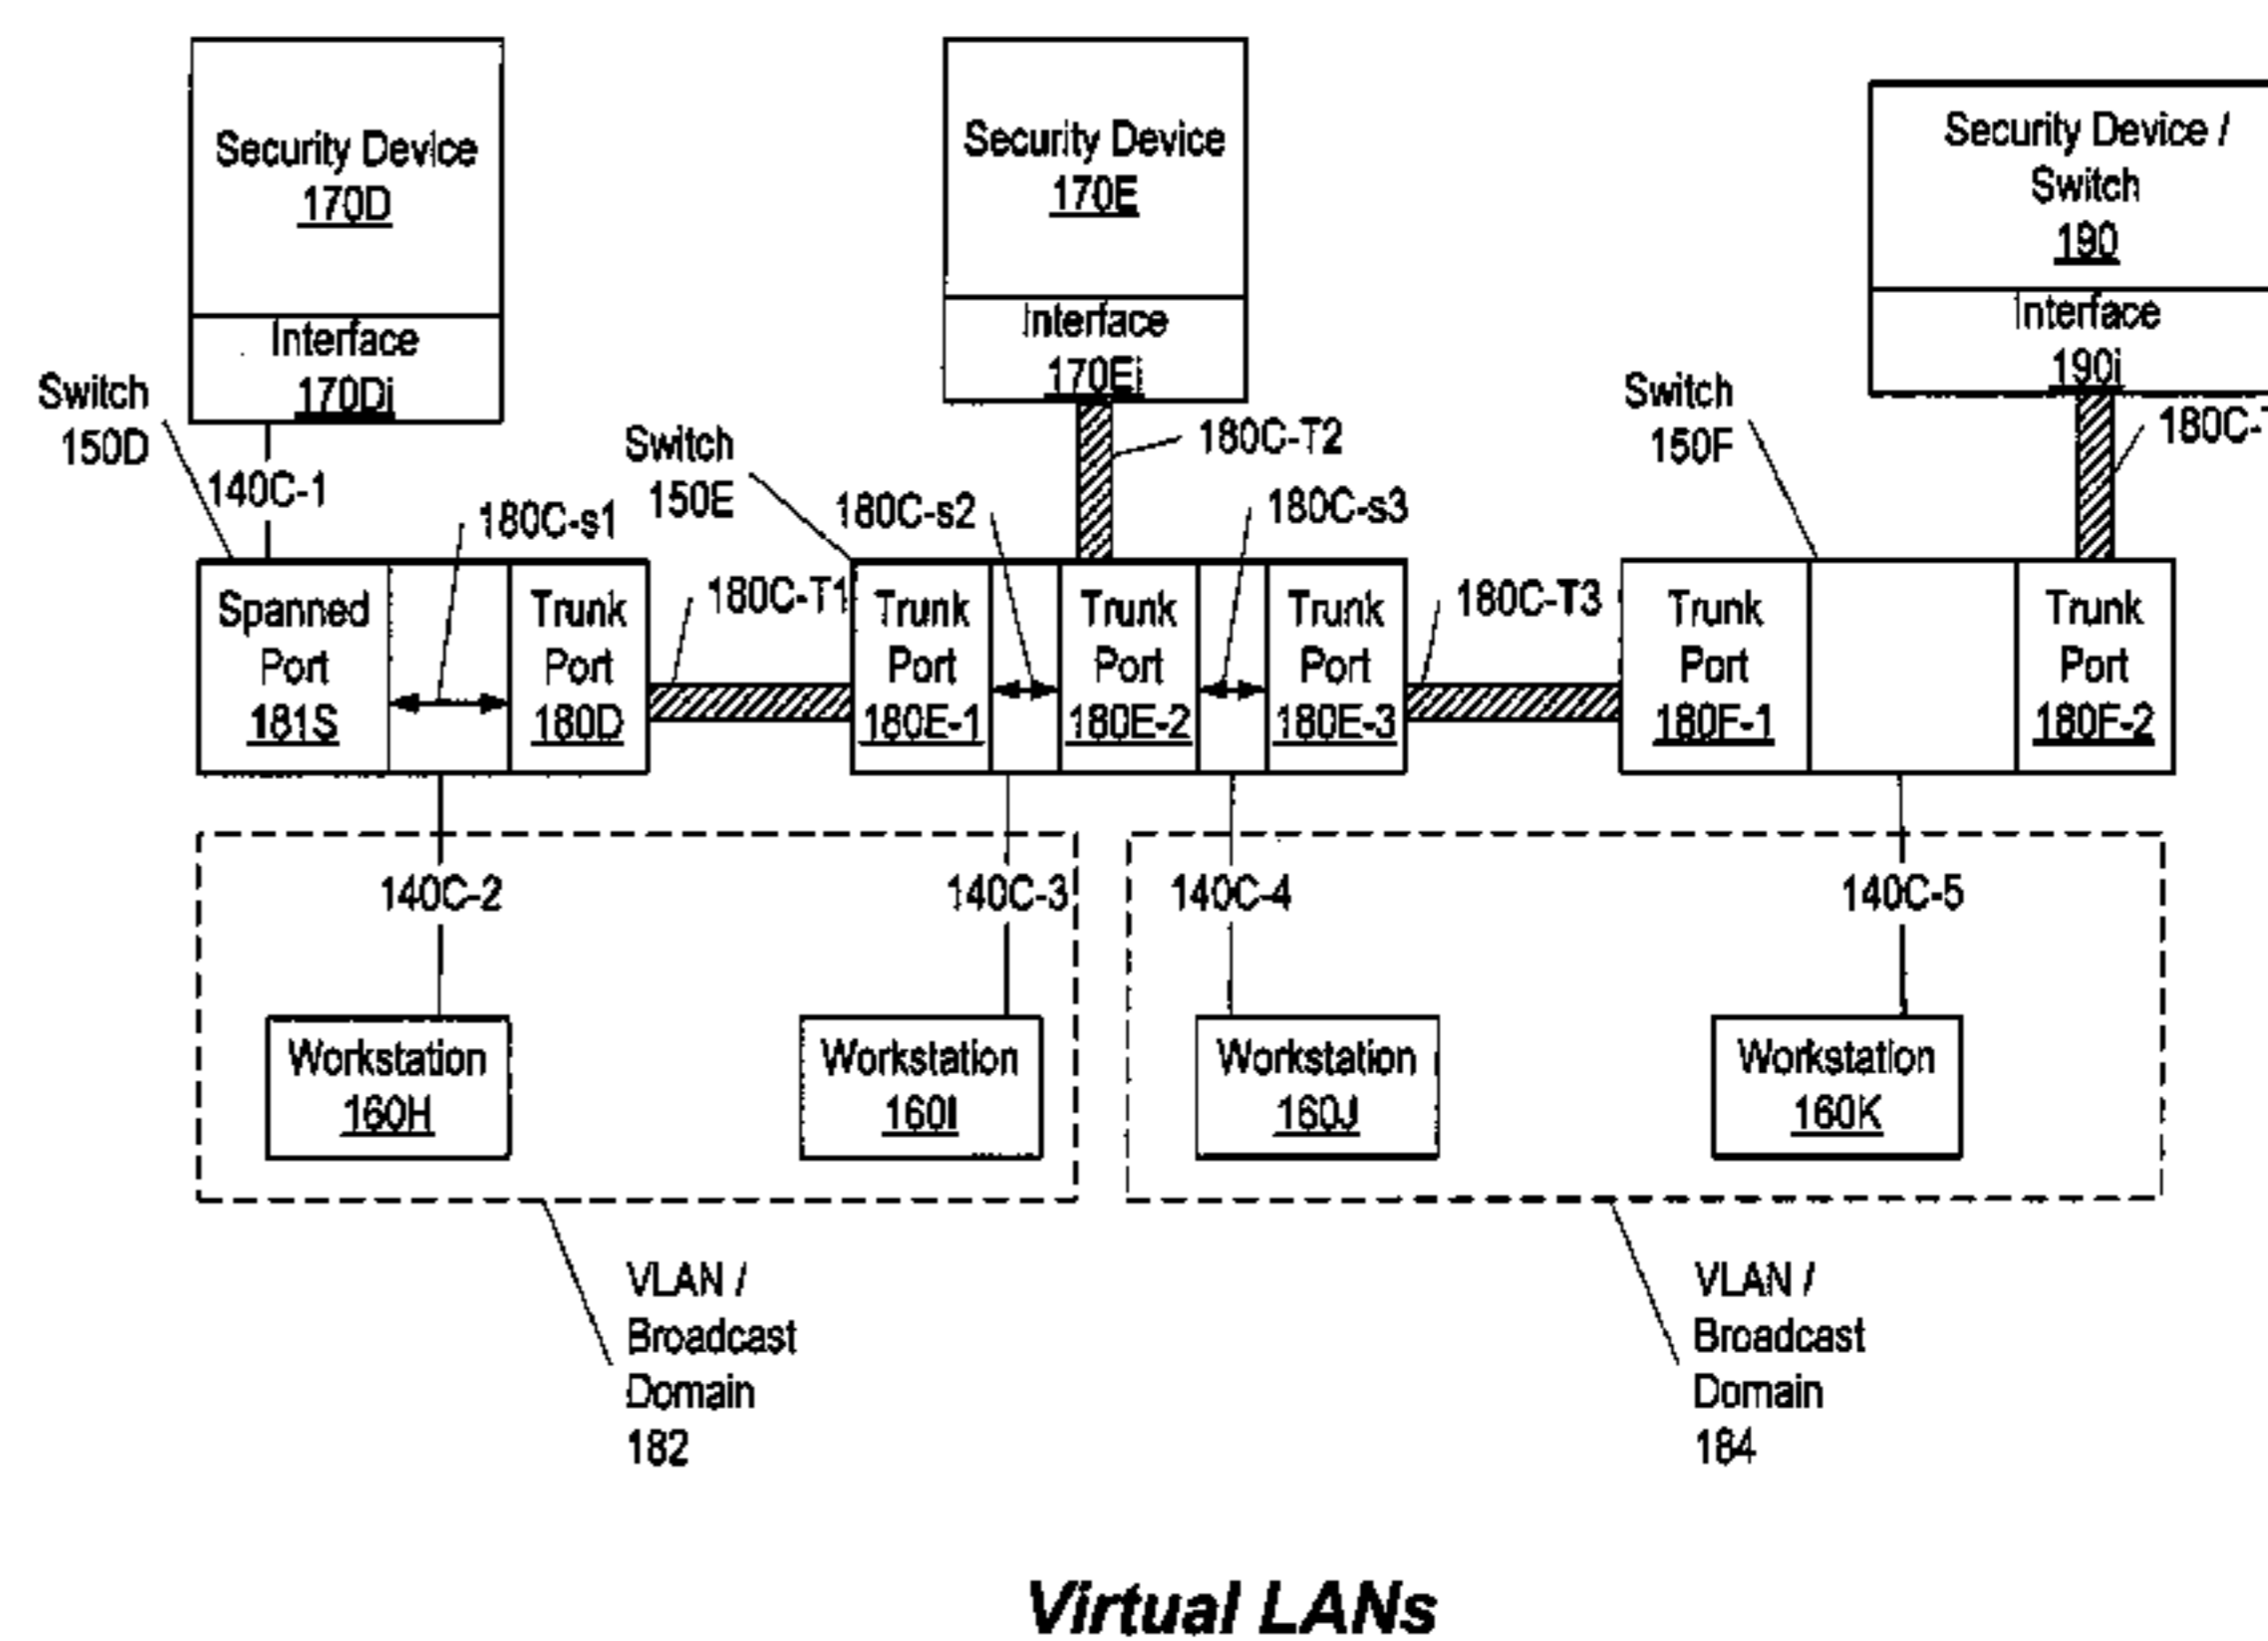 Security Device
170D
Interface
170Di
Security Device
170E
Interface
170Ei
Security Device /
Switch
190
Interface
190i
Switch
150D
140C-1
180C-s1
Switch
150E
180C-s2
180C-T2
180C-s3
Switch
150F
180C-T
Spanned
Port
181S
Trunk
Port
180D
180C-T1
Trunk
Port
180E-1
Trunk
Port
180E-2
Trunk
Port
180E-3
180C-T3
Trunk
Port
180F-1
Trunk
Port
180F-2
140C-2
140C-3
140C-4
140C-5
Workstation
160H
Workstation
160I
Workstation
160J
Workstation
160K
VLAN /
Broadcast
Domain
182
VLAN /
Broadcast
Domain
184
Virtual LANs